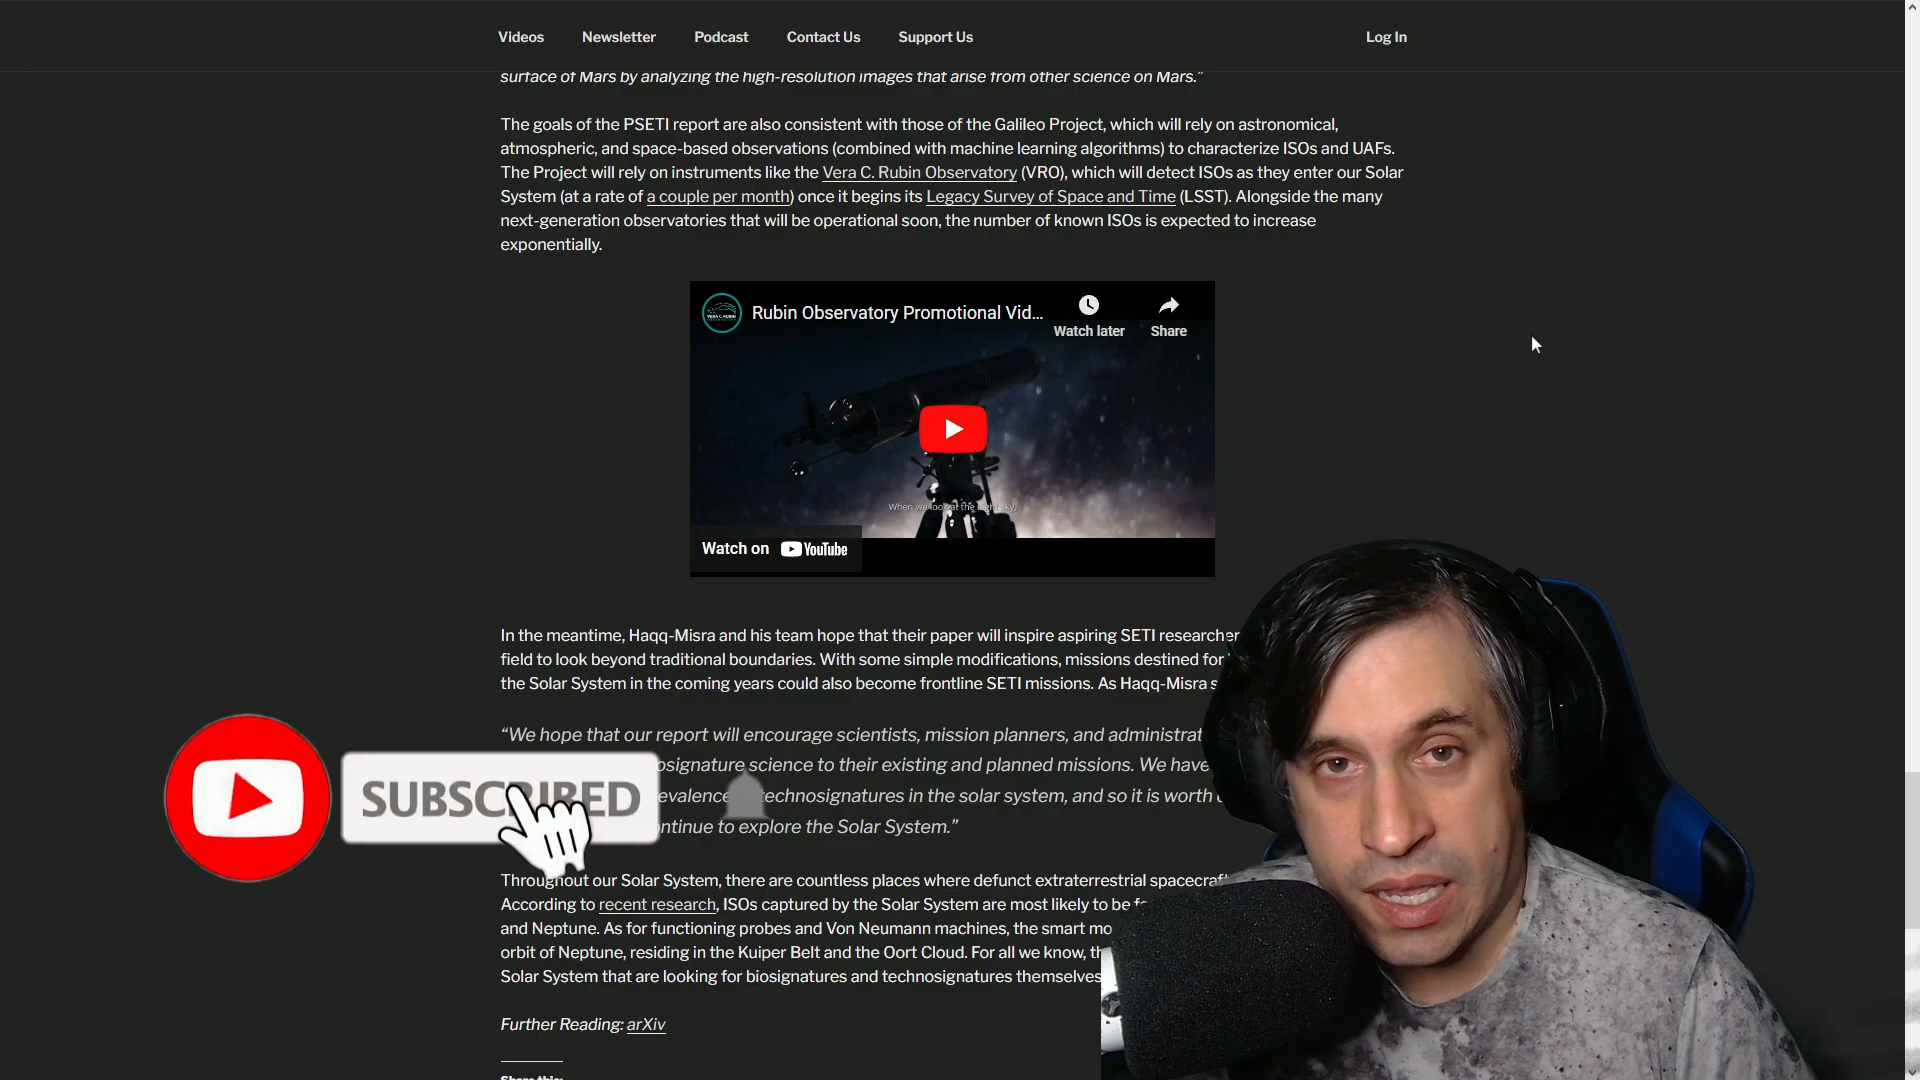 Videos Newsletter Podcast Contact Us Support Us Log In
surface of Mars by analyzing the high-resolution images that arise from other science on Mars.”
The goals of the PSETI report are also consistent with those of the Galileo Project, which will rely on astronomical,
atmospheric, and space-based observations (combined with machine learning algorithms) to characterize ISOs and UAFs.
The Project will rely on instruments like the Vera C. Rubin Observatory (VRO), which will detect ISOs as they enter our Solar
System (at a rate of a couple per month) once it begins its Legacy Survey of Space and Time (LSST). Alongside the many
next-generation observatories that will be operational soon, the number of known ISOs is expected to increase
exponentially.
Rubin Observatory Promotional Vid...
Watch later Share
When we look at the night sky,
Watch on YouTube
In the meantime, Haqq-Misra and his team hope that their paper will inspire aspiring SETI
field to look beyond traditional boundaries. With some simple modifications, missions destined for
the Solar System in the coming years could also become frontline SETI missions. As Haqq-Misra
“We hope that our report will encourage scientists, mission planners, and
science to their existing and planned missions. We have
technosignatures in the solar system, and so it is worth
to explore the Solar System.”
SUBSCRIBED
Throughout our Solar System, there are countless places where defunct extraterrestrial
According to recent research, ISOs captured by the Solar System are most likely to be
and Neptune. As for functioning probes and Von Neumann machines, the smart
orbit of Neptune, residing in the Kuiper Belt and the Oort Cloud. For all we know,
Solar System that are looking for biosignatures and technosignatures themselves
Further Reading: arXiv
Share this: